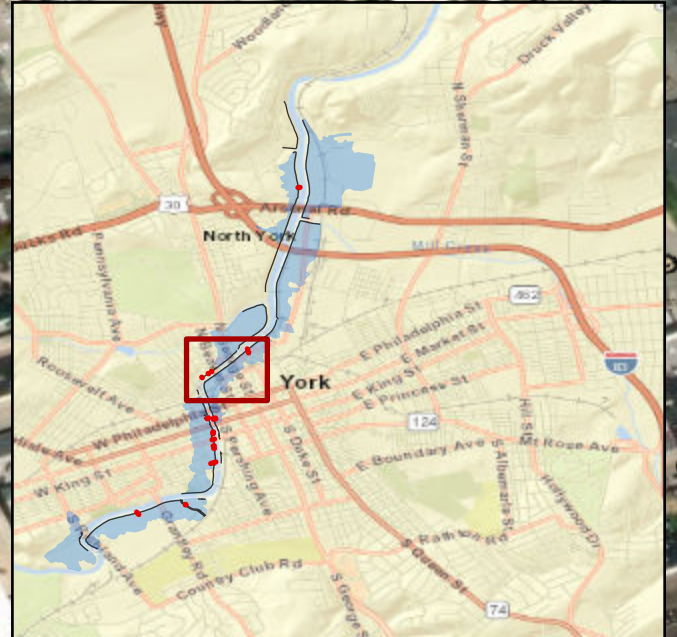 Druck Valley
N Sherman St
30
Arsenal Rd
North York
Mill Creek
462
Pennsylvania Ave
E Philadelphia St
E Market St
83
Roosevelt Ave
York
E King St
E Princess St
124
Hill St
W Philadelphia
S Pershing Ave
S Duke St
E Boundary Ave
S Albemarle St
Mt Rose Ave
W King St
Hollywood Dr
Rathton Rd
S Queen St
Country Club Rd
Grantley Rd
S George St
74